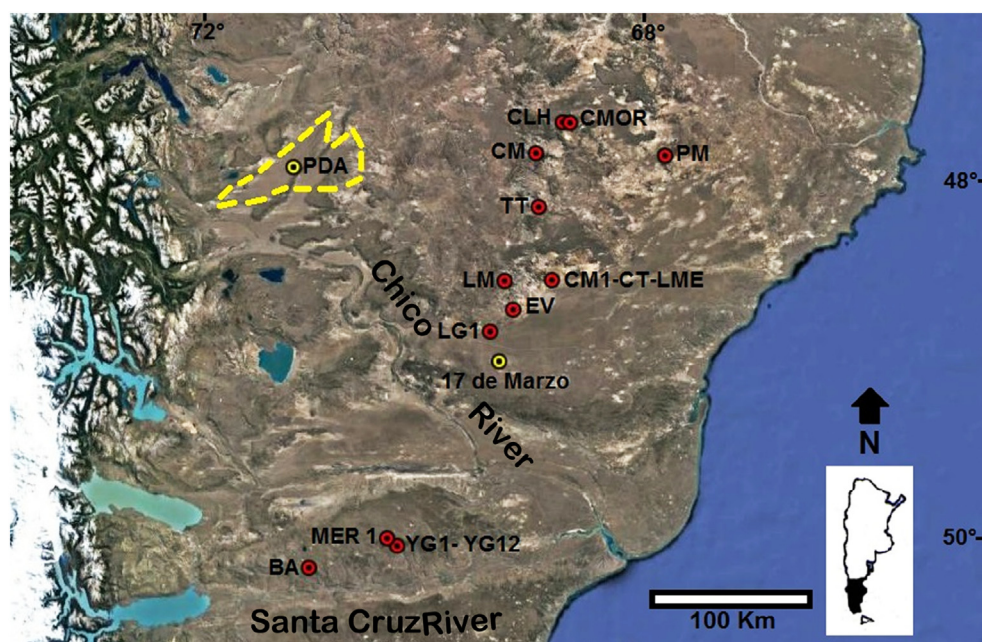 72° 68°
CLH CMOR
CM PM
PDA
48°
TT
LM CM1-CT-LME
EV
LG1
17 de Marzo
Chico
River
N
MER 1 YG1- YG12
50°
BA
100 Km
Santa CruzRiver